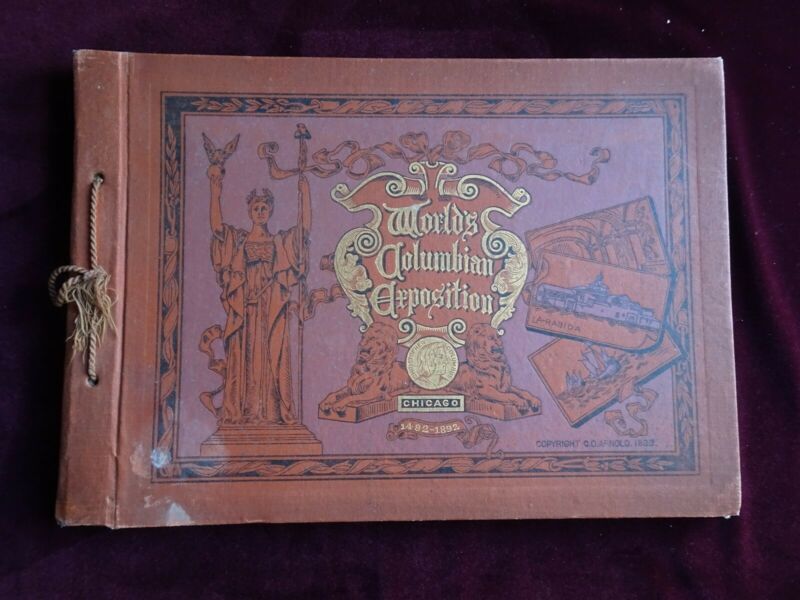 World's
Columbian
Exposition
LA-RABIDA
CHICAGO
1492-1892
COPYRIGHT C.D. ARNOLD. 1893.